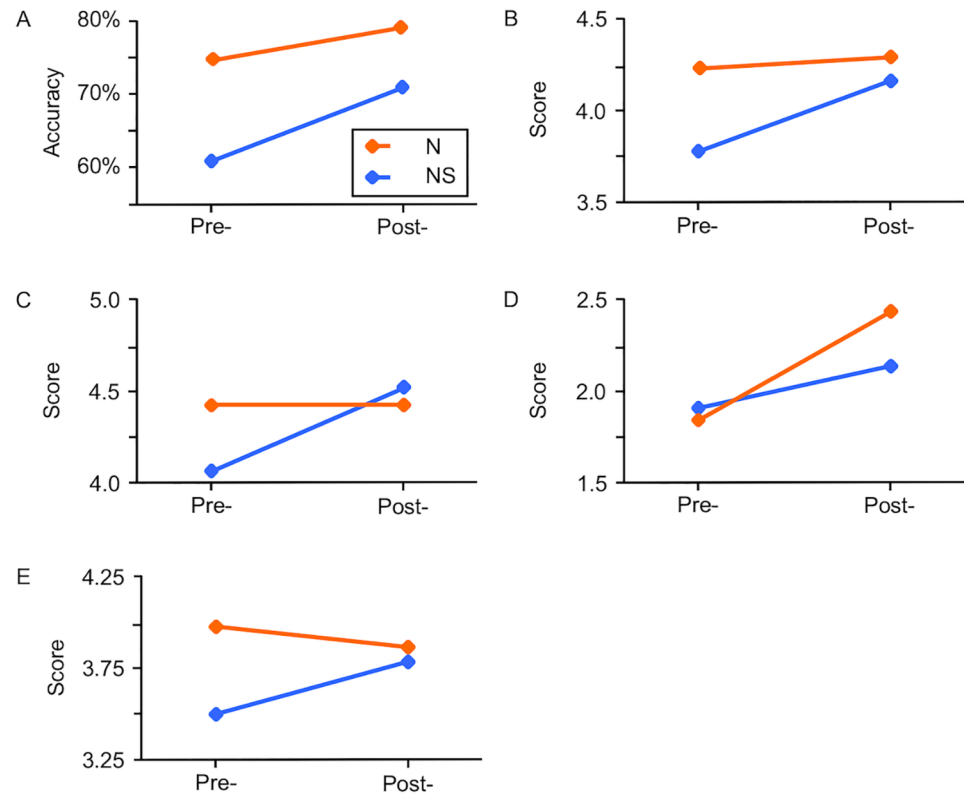 A
80%
70%
60%
Accuracy
N
NS
Pre-
Post-
B
4.5
4.0
3.5
Score
Pre-
Post-
C
5.0
4.5
4.0
Score
Pre-
Post-
D
2.5
2.0
1.5
Score
Pre-
Post-
E
4.25
3.75
3.25
Score
Pre-
Post-